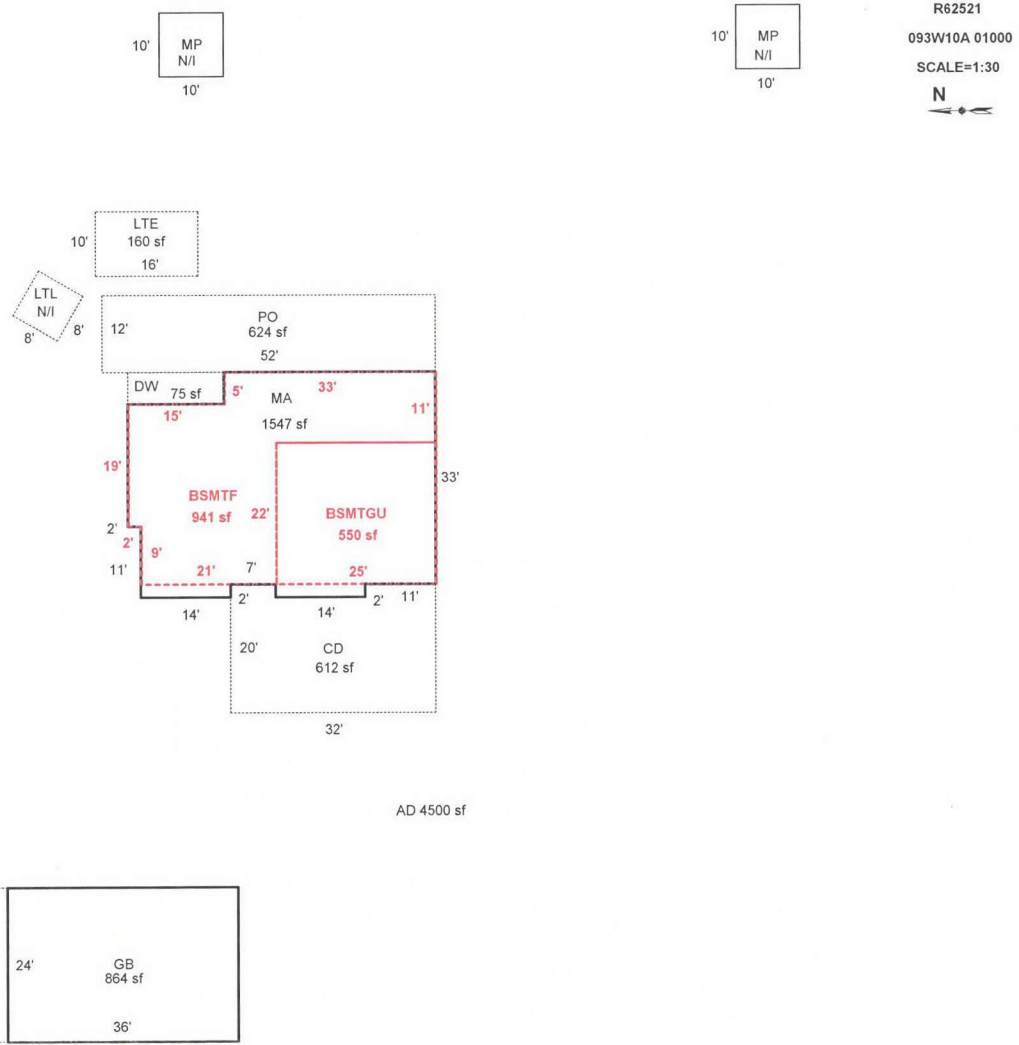 10'
MP
N/I
10'
10'
MP
N/I
10'
R62521
093W10A 01000
SCALE=1:30
N
LTE
160 sf
16'
10'
LTL
N/I
8'
8'
12'
PO
624 sf
52'
DW
75 sf
5'
33'
15'
MA
1547 sf
11'
19'
33'
BSMTF
941 sf
22'
BSMTGU
550 sf
2'
2'
9'
11'
21'
7'
25'
14'
2'
14'
2'
11'
20'
CD
612 sf
32'
AD 4500 sf
24'
GB
864 sf
36'